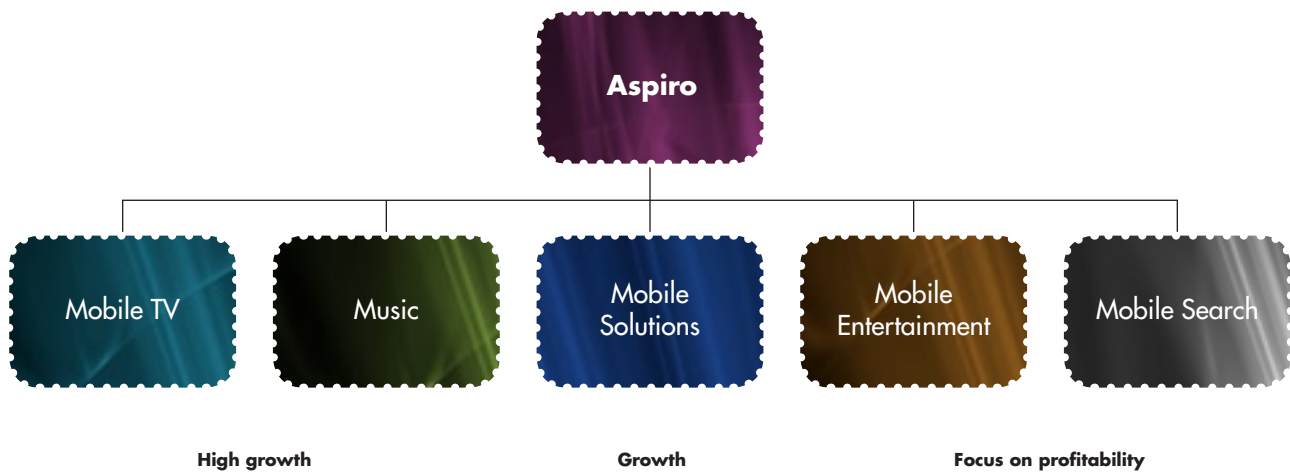 Aspiro
Mobile TV
Music
Mobile
Solutions
Mobile
Entertainment
Mobile Search
High growth
Growth
Focus on profitability